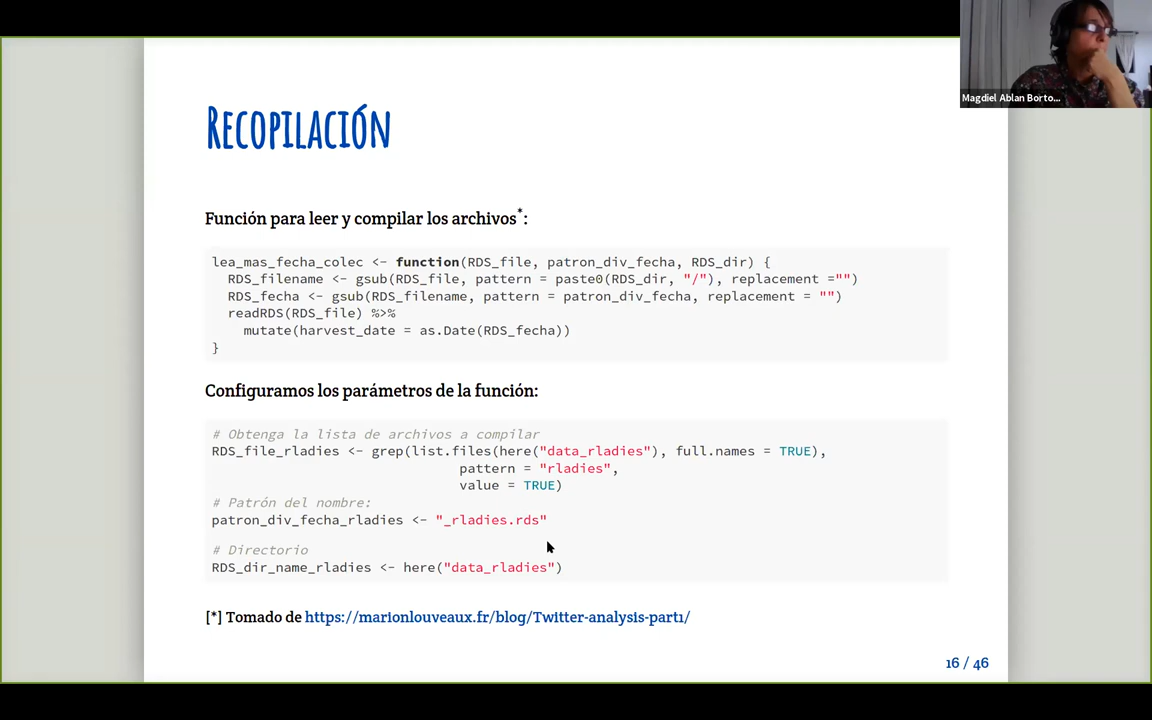 Magdiel Ablan Borto...
Recopilación
Función para leer y compilar los archivos*:
lea_mas_fecha_colec <- function(RDS_file, patron_div_fecha, RDS_dir) {
  RDS_filename <- gsub(RDS_file, pattern = paste0(RDS_dir, "/"), replacement ="")
  RDS_fecha <- gsub(RDS_filename, pattern = patron_div_fecha, replacement = "")
  readRDS(RDS_file) %>%
    mutate(harvest_date = as.Date(RDS_fecha))
}
Configuramos los parámetros de la función:
# Obtenga la lista de archivos a compilar
RDS_file_rladies <- grep(list.files(here("data_rladies"), full.names = TRUE),
                               pattern = "rladies",
                               value = TRUE)
# Patrón del nombre:
patron_div_fecha_rladies <- "_rladies.rds"
# Directorio
RDS_dir_name_rladies <- here("data_rladies")
[*] Tomado de https://marionlouveaux.fr/blog/Twitter-analysis-part1/
16 / 46